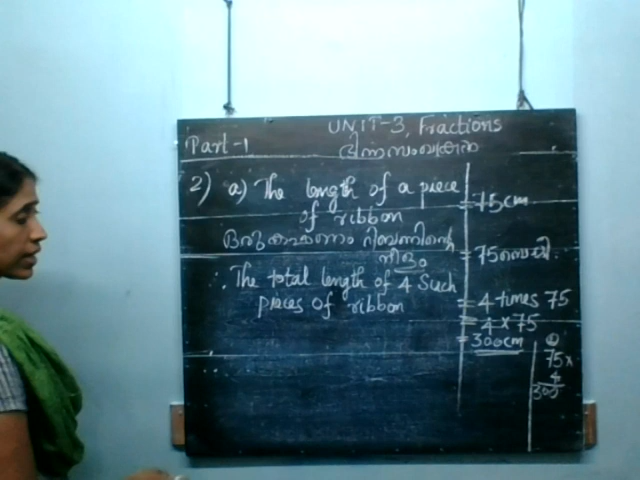 UNIT-3, Fractions
Part-1 ഭിന്നസംഖ്യകൾ
2) a) The length of a piece
of ribbon = 75cm
ഒരു കഷണം റിബണിന്റെ
നീളം = 75 സെ.മീ
∴ The total length of 4 Such
pieces of ribbon = 4 times 75
= 4 × 75
= 300cm
75 ×
4
300